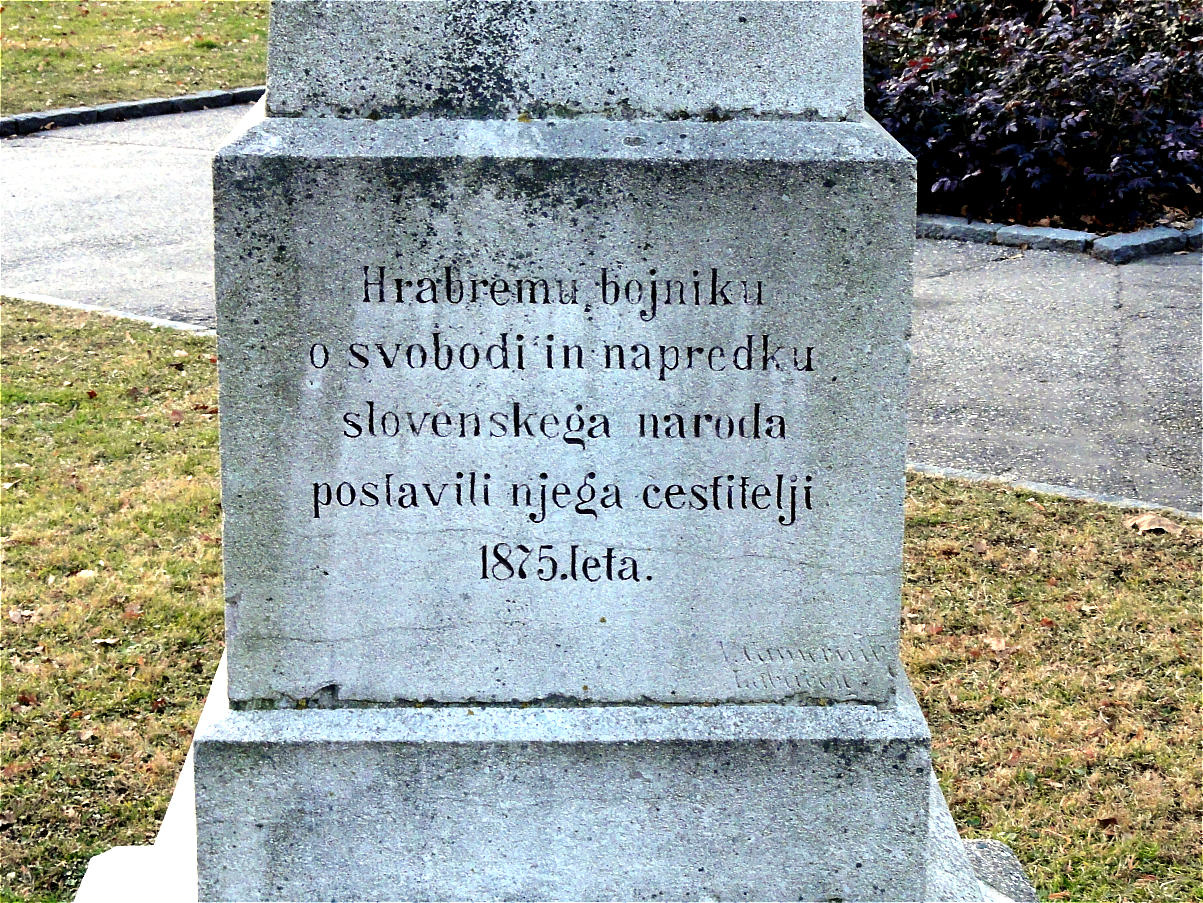 Hrabremu bojniku
o svobodi in napredku
slovenskega naroda
postavili njega cestitelji
1875. leta.